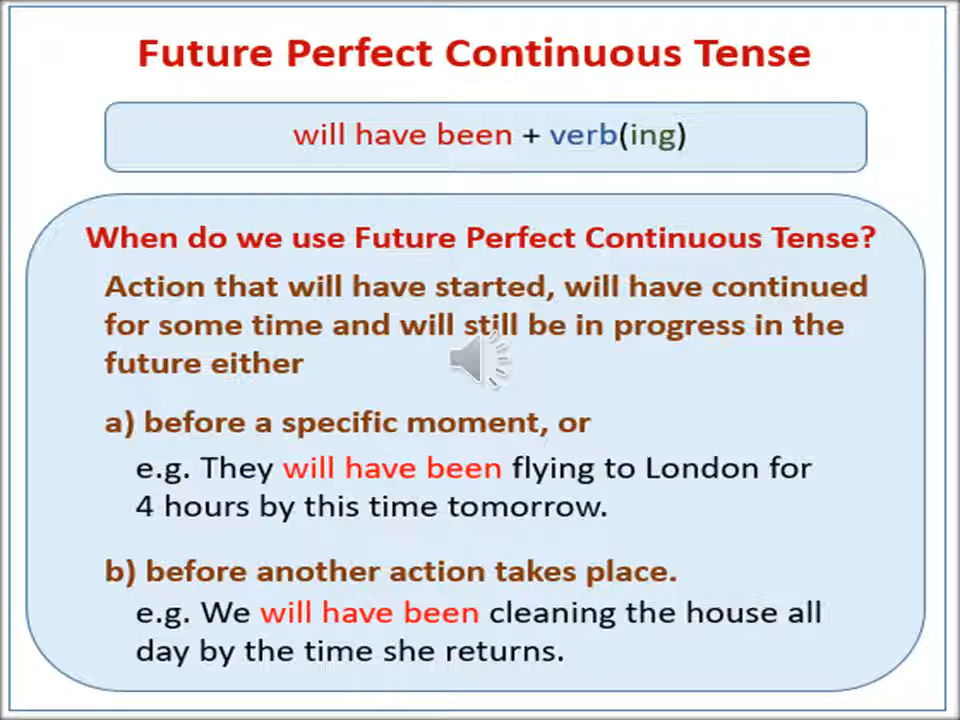 Future Perfect Continuous Tense
will have been + verb(ing)
When do we use Future Perfect Continuous Tense?
Action that will have started, will have continued
for some time and will still be in progress in the
future either
a) before a specific moment, or
e.g. They will have been flying to London for
4 hours by this time tomorrow.
b) before another action takes place.
e.g. We will have been cleaning the house all
day by the time she returns.